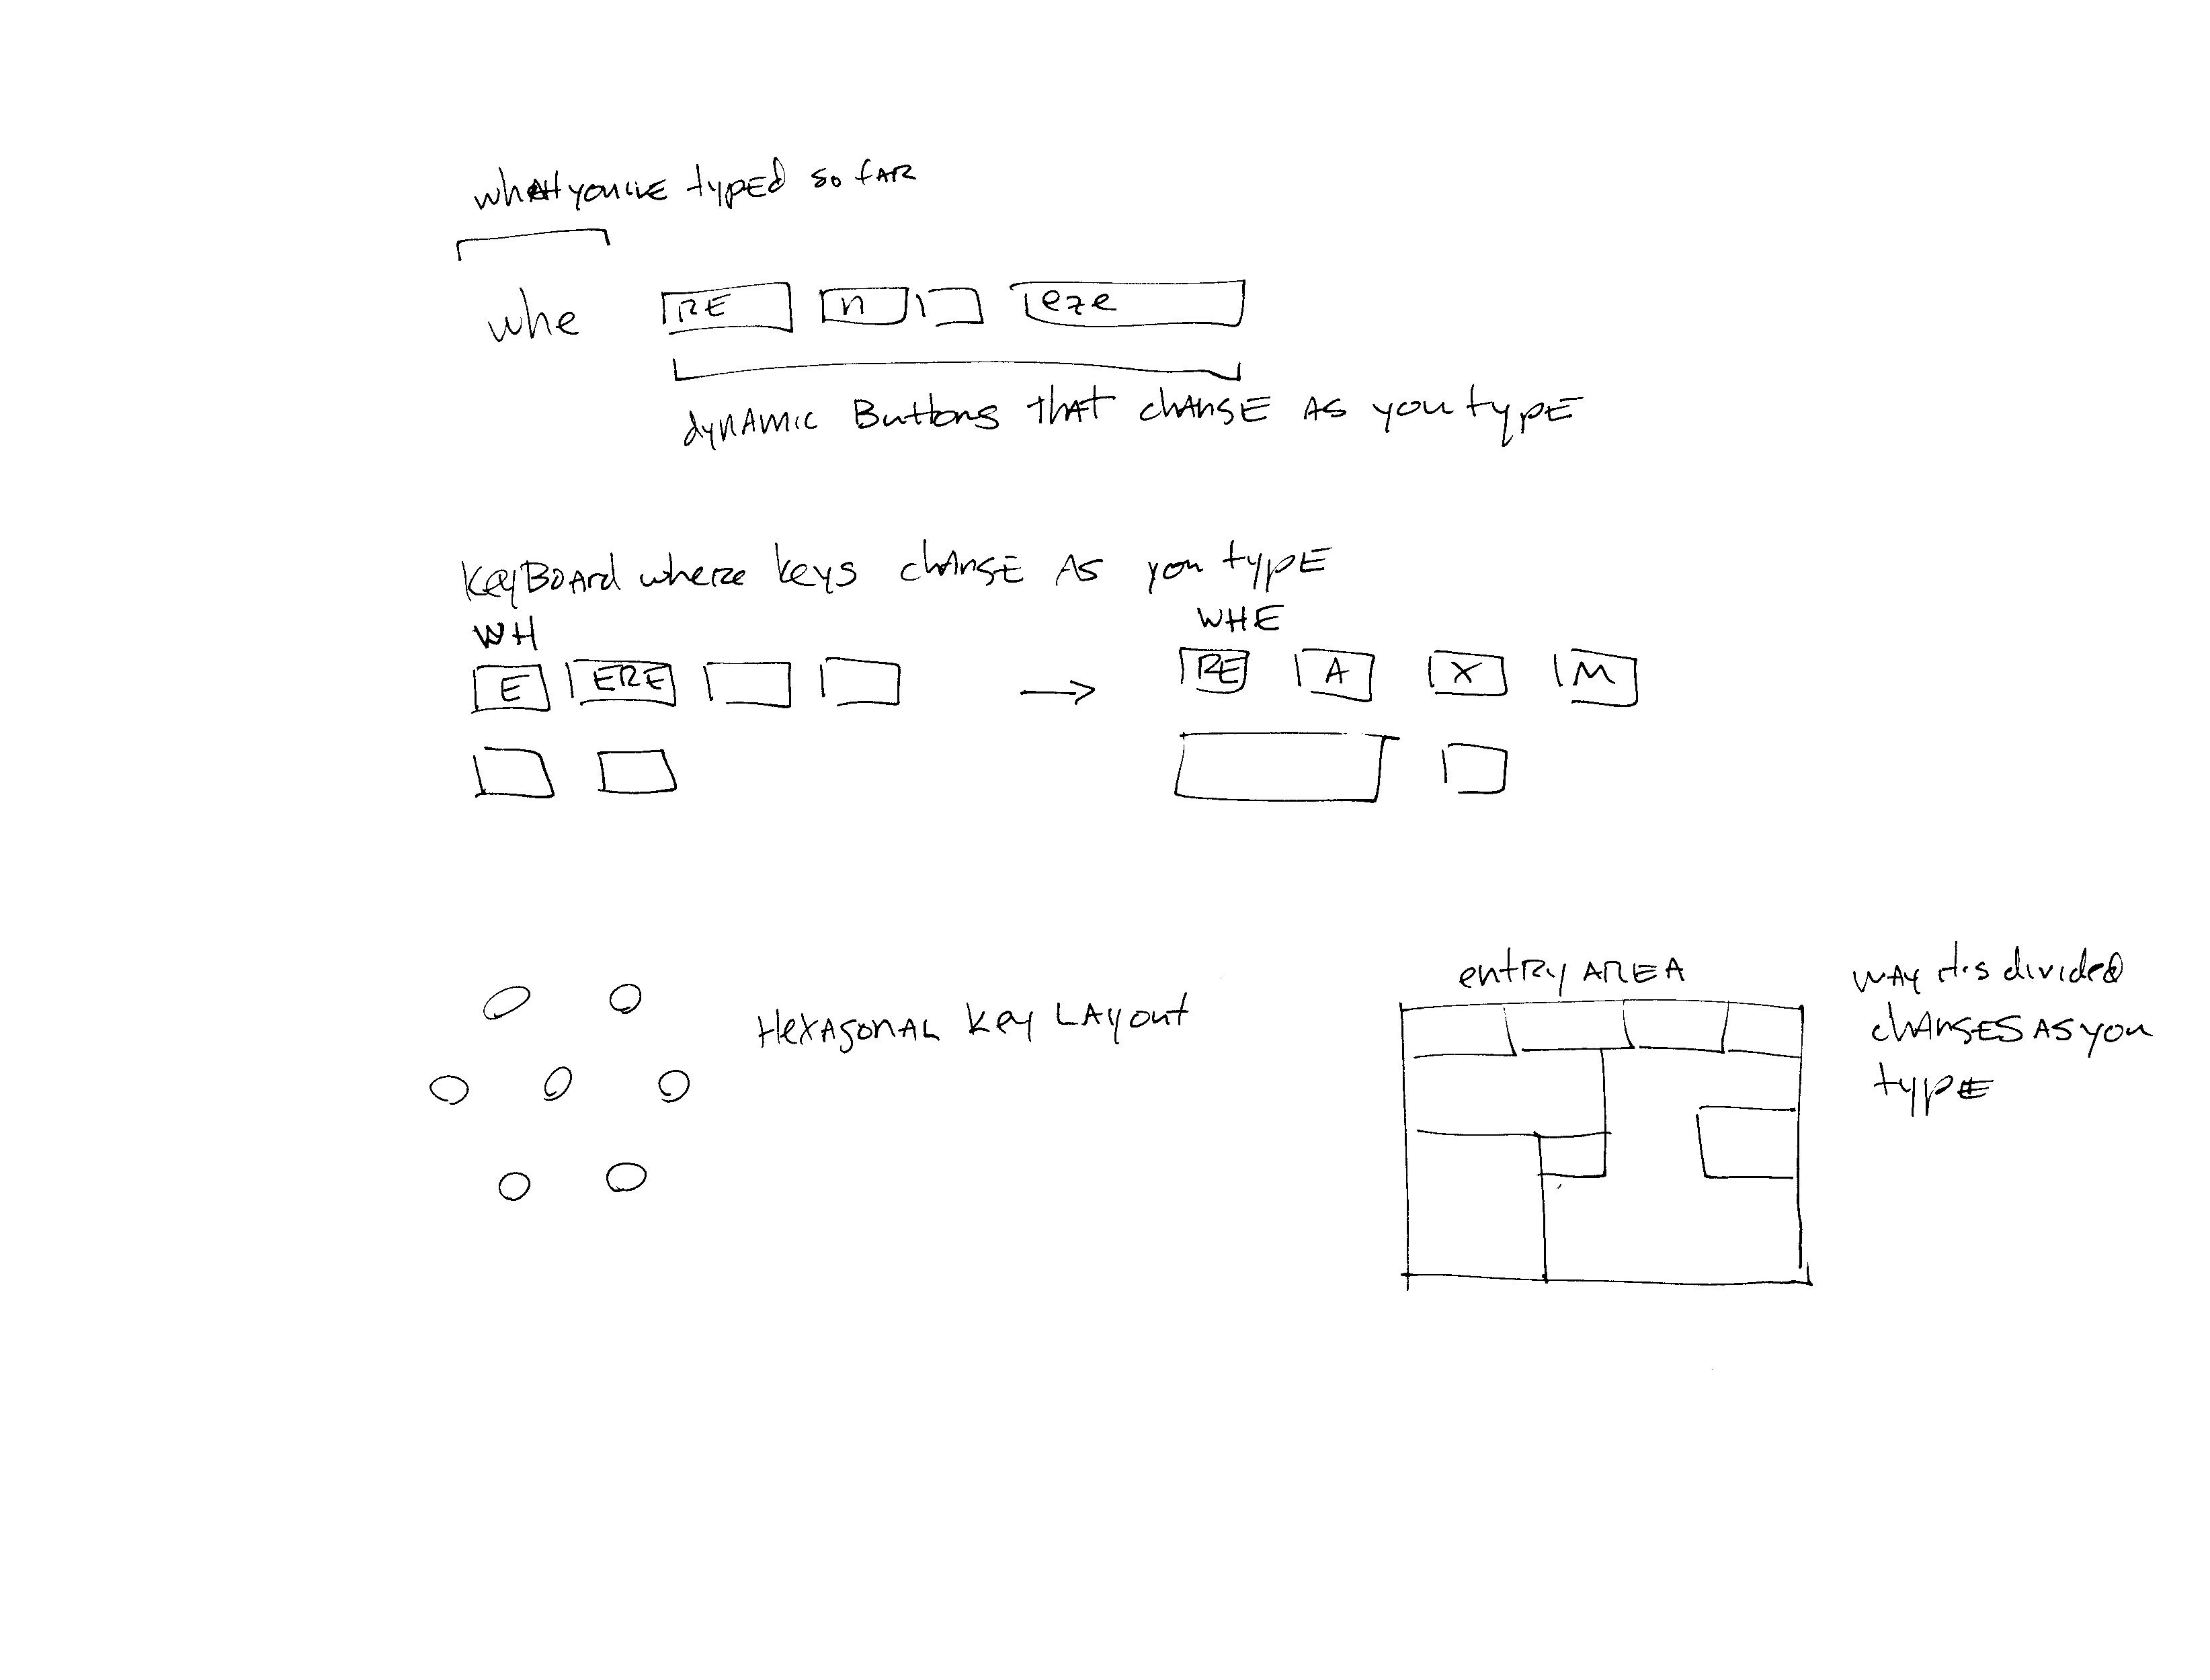 what you've typed so far
whe RE n eze
dynamic Buttons that change as you type
KeyBoard where keys change as you type
WH
E ERE
WHE
RE A X M
Hexagonal Key Layout
entry area
way it's divided
changes as you
type